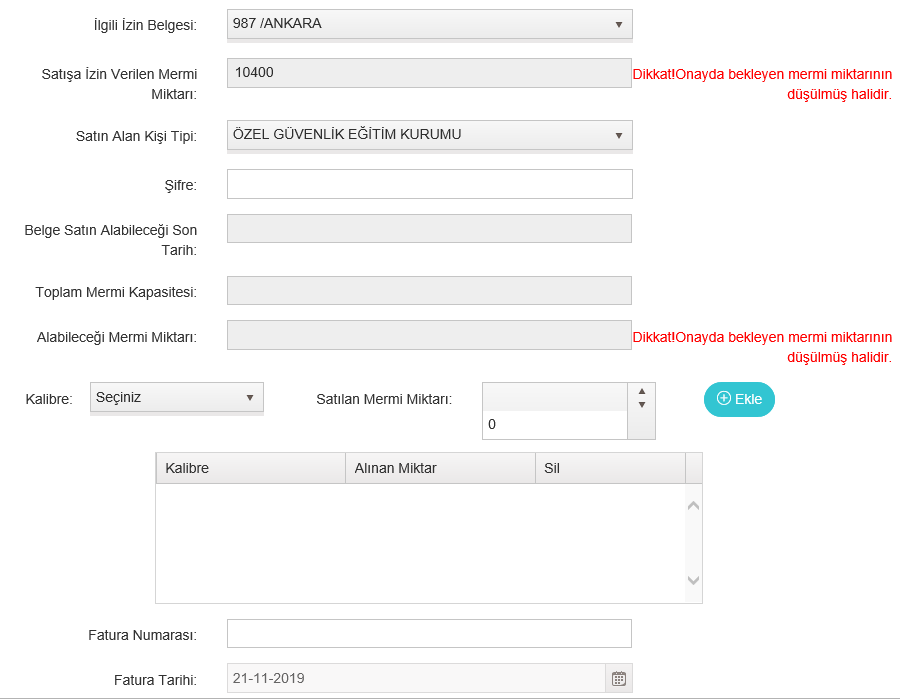 İlgili İzin Belgesi: 987 /ANKARA
Satışa İzin Verilen Mermi Miktarı: 10400 Dikkat!Onayda bekleyen mermi miktarının düşülmüş halidir.
Satın Alan Kişi Tipi: ÖZEL GÜVENLİK EĞİTİM KURUMU
Şifre:
Belge Satın Alabileceği Son Tarih:
Toplam Mermi Kapasitesi:
Alabileceği Mermi Miktarı: Dikkat!Onayda bekleyen mermi miktarının düşülmüş halidir.
Kalibre: Seçiniz Satılan Mermi Miktarı: 0 Ekle
Kalibre Alınan Miktar Sil
Fatura Numarası:
Fatura Tarihi: 21-11-2019